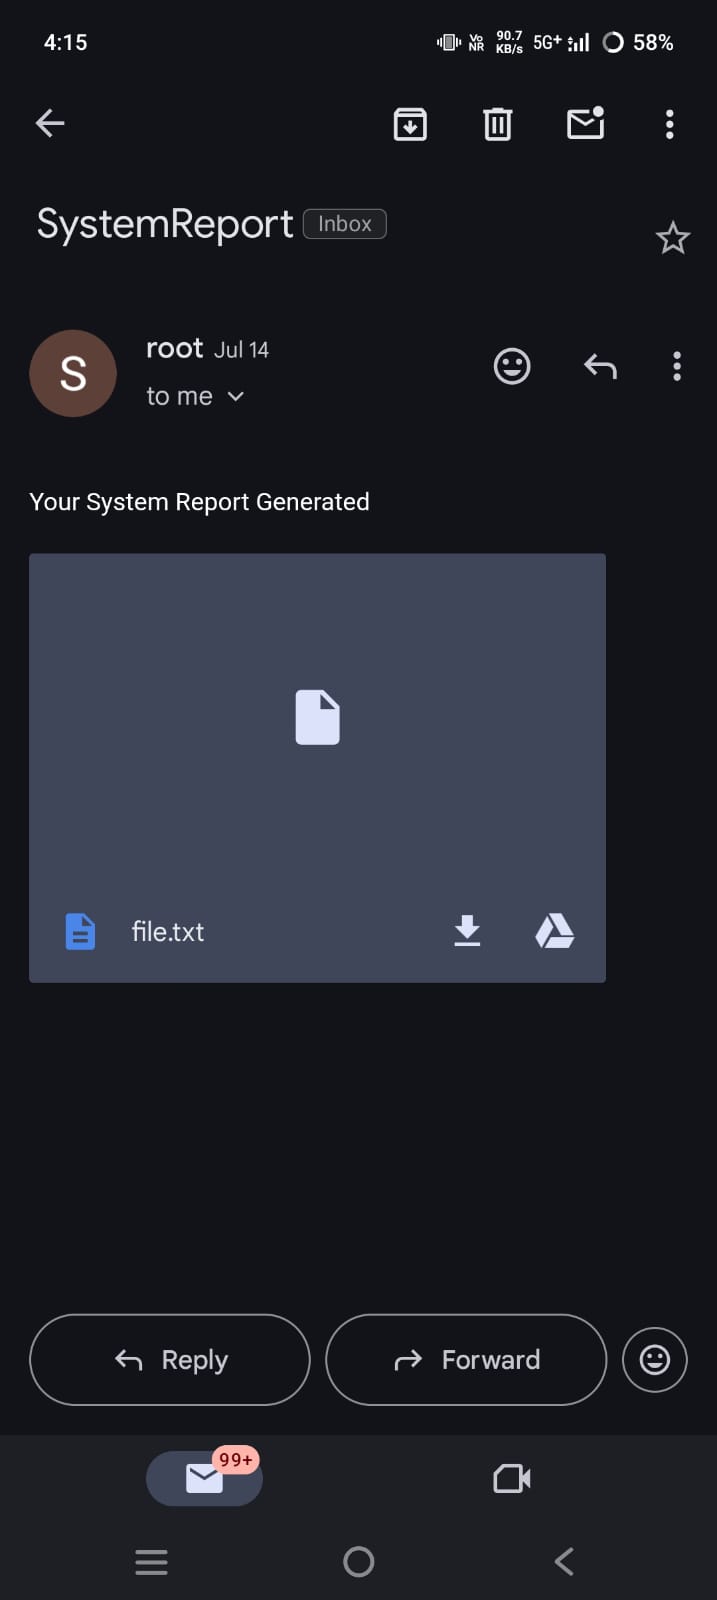 4:15 Vo NR 90.7 KB/s 5G+ 58%
SystemReport Inbox
S
root Jul 14
to me
Your System Report Generated
file.txt
Reply Forward
99+